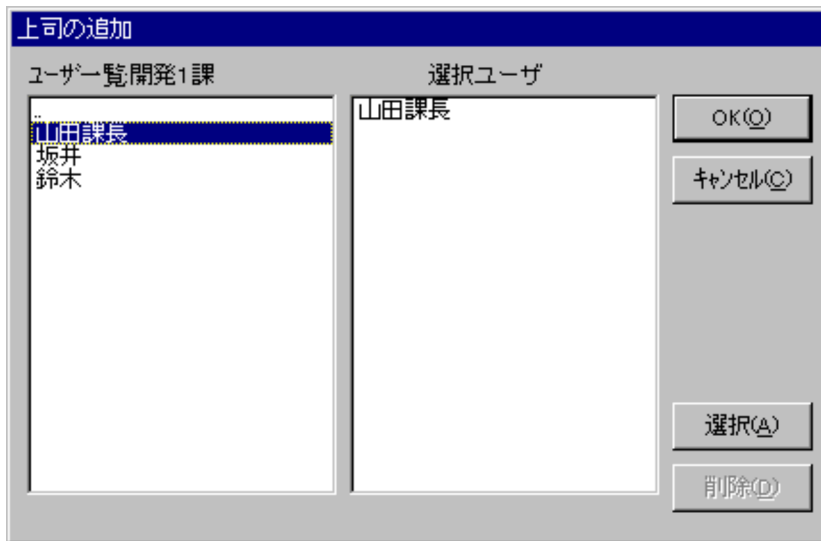 上司の追加
ﾕｰｻﾞ一覧:開発1課
選択ユーザ
..
山田課長
坂井
鈴木
山田課長
OK(O)
ｷｬﾝｾﾙ(C)
選択(A)
削除(D)